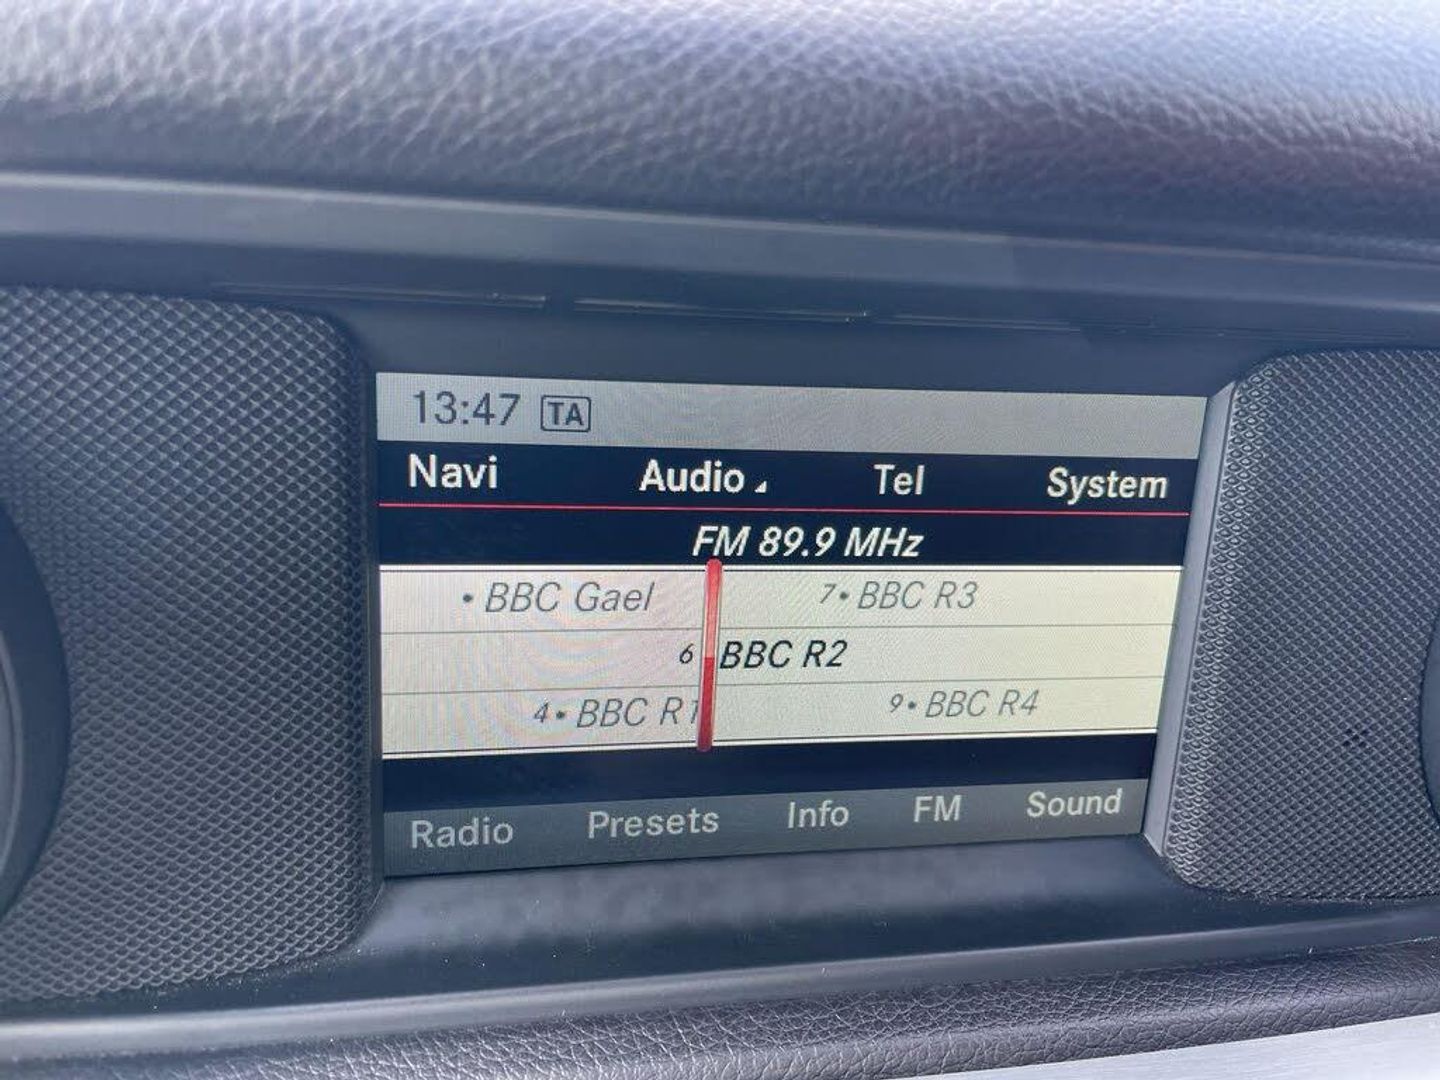 13:47 TA
Navi Audio Tel System
FM 89.9 MHz
• BBC Gael 7• BBC R3
6 BBC R2
4• BBC R1 9• BBC R4
Radio Presets Info FM Sound